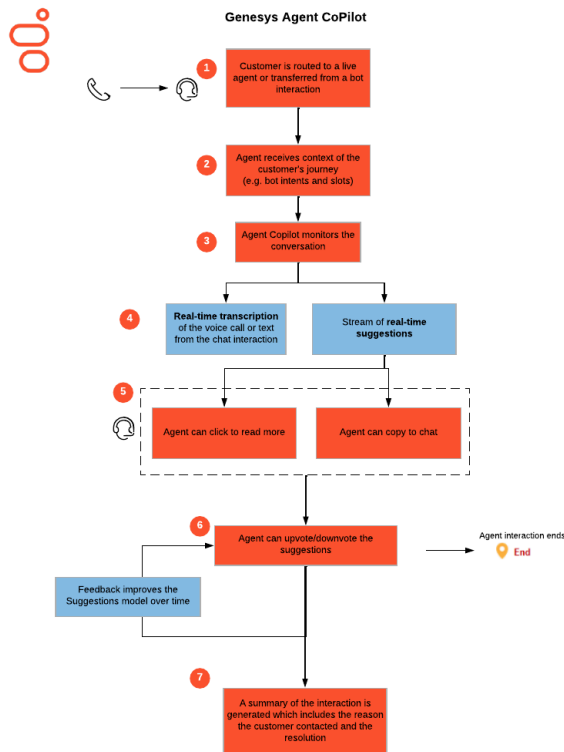 Genesys Agent CoPilot
1
Customer is routed to a live
agent or transferred from a bot
interaction
2
Agent receives context of the
customer's journey
(e.g. bot intents and slots)
3
Agent Copilot monitors the
conversation
4
Real-time transcription
of the voice call or text
from the chat interaction
Stream of real-time
suggestions
5
Agent can click to read more
Agent can copy to chat
6
Agent can upvote/downvote the
suggestions
Agent interaction ends
End
Feedback improves the
Suggestions model over time
7
A summary of the interaction is
generated which includes the reason
the customer contacted and the
resolution